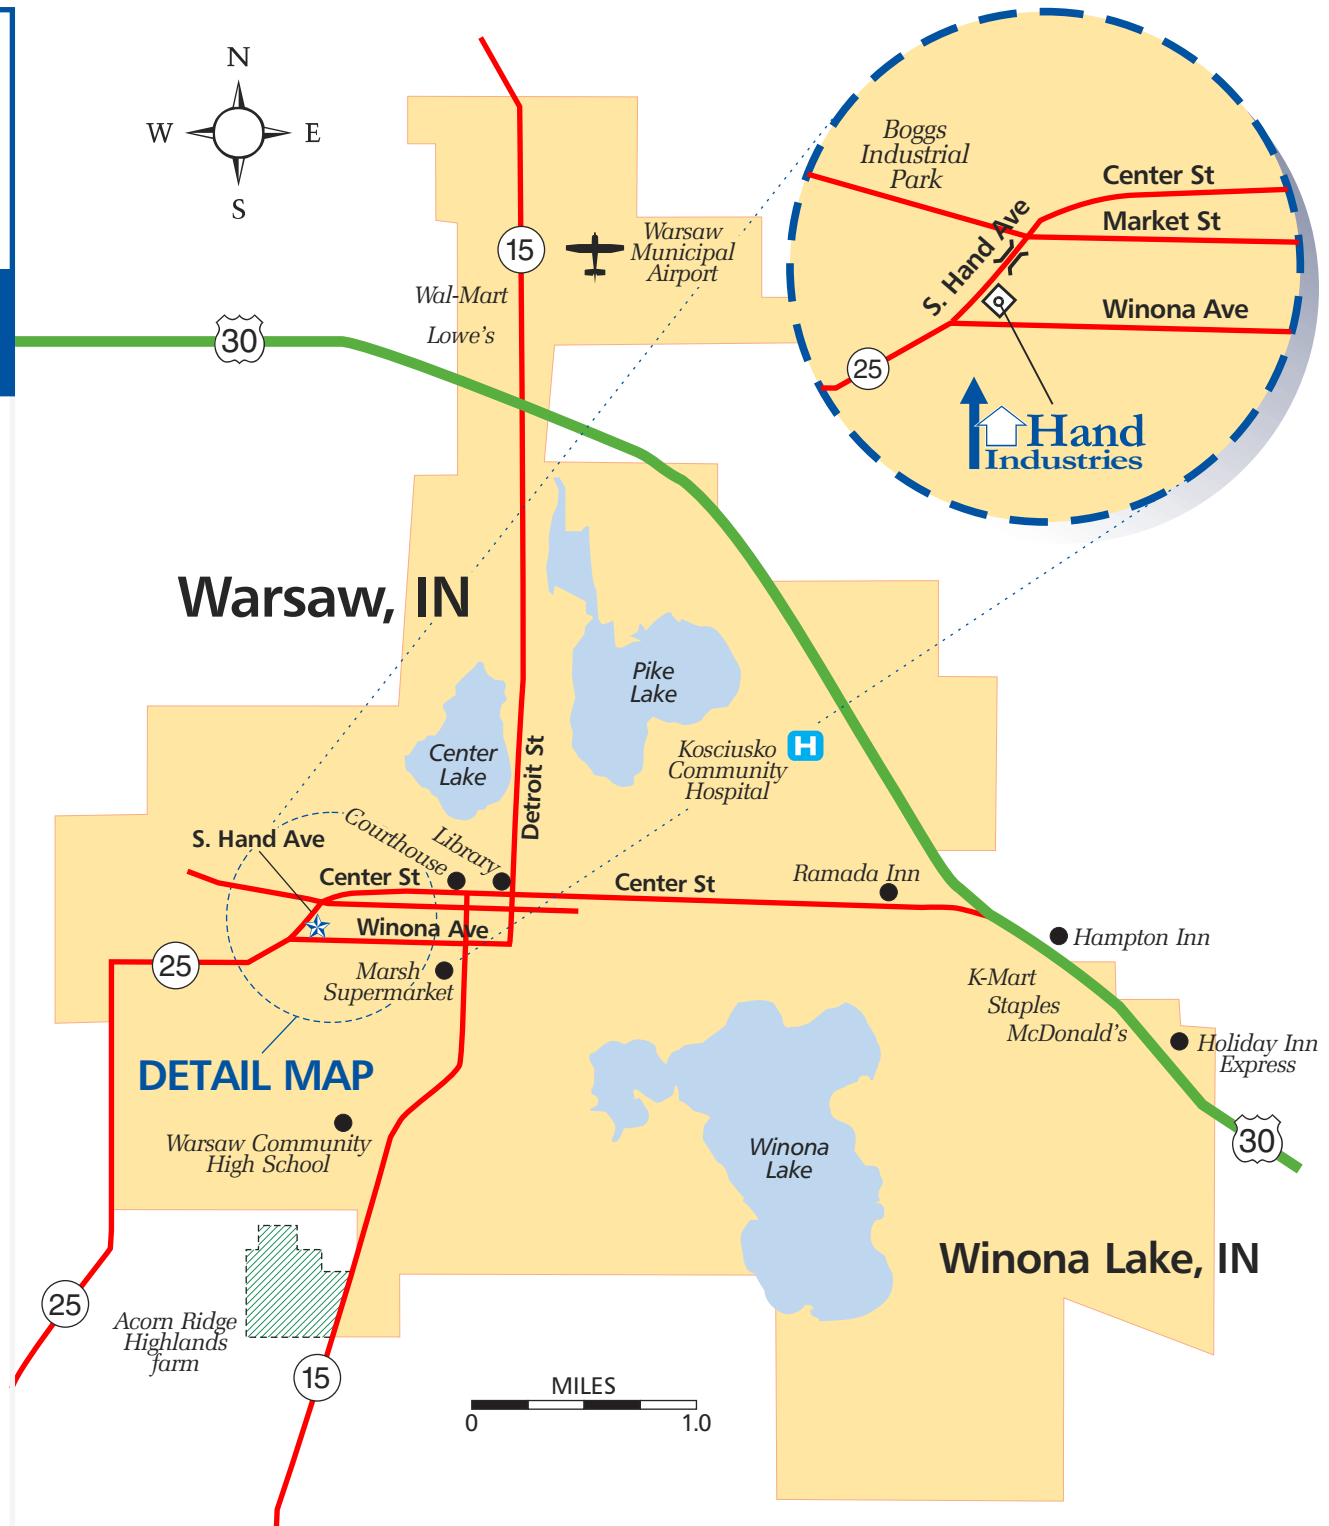 N
W
E
S
Boggs
Industrial
Park
Center St
Market St
S. Hand Ave
Winona Ave
25
Hand
Industries
15
Warsaw
Municipal
Airport
Wal-Mart
Lowe's
30
Warsaw, IN
Pike
Lake
Center
Lake
Detroit St
Kosciusko
Community
Hospital
H
S. Hand Ave
Courthouse
Library
Center St
Center St
Ramada Inn
Winona Ave
25
Marsh
Supermarket
Hampton Inn
K-Mart
Staples
McDonald's
Holiday Inn
Express
DETAIL MAP
30
Warsaw Community
High School
Winona
Lake
Winona Lake, IN
25
Acorn Ridge
Highlands
farm
15
MILES
0
1.0